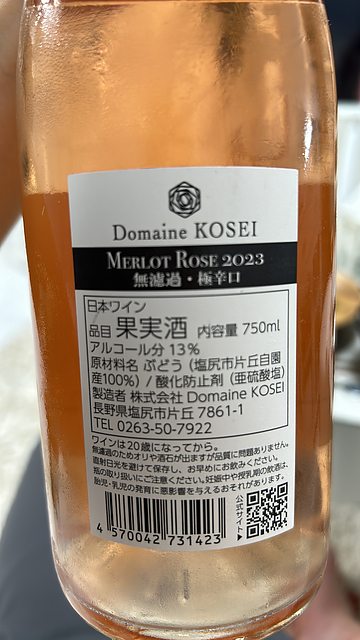 Domaine KOSEI
MERLOT ROSE 2023
無濾過・極辛口
日本ワイン
品目 果実酒 内容量 750ml
アルコール分 13%
原材料名 ぶどう（塩尻市片丘自園
産100%）/ 酸化防止剤（亜硫酸塩）
製造者 株式会社 Domaine KOSEI
長野県塩尻市片丘 7861-1
TEL 0263-50-7922
ワインは20歳になってから。
無濾過のためオリや酒石が出ますが品質に問題ありません。
直射日光を避けて保存し、お早めにお飲みください。
瓶の取り扱いにご注意ください。妊娠中や授乳期の飲酒は、
胎児・乳児の発育に悪影響を与えるおそれがあります。
公式サイト▶
4 570042 731423